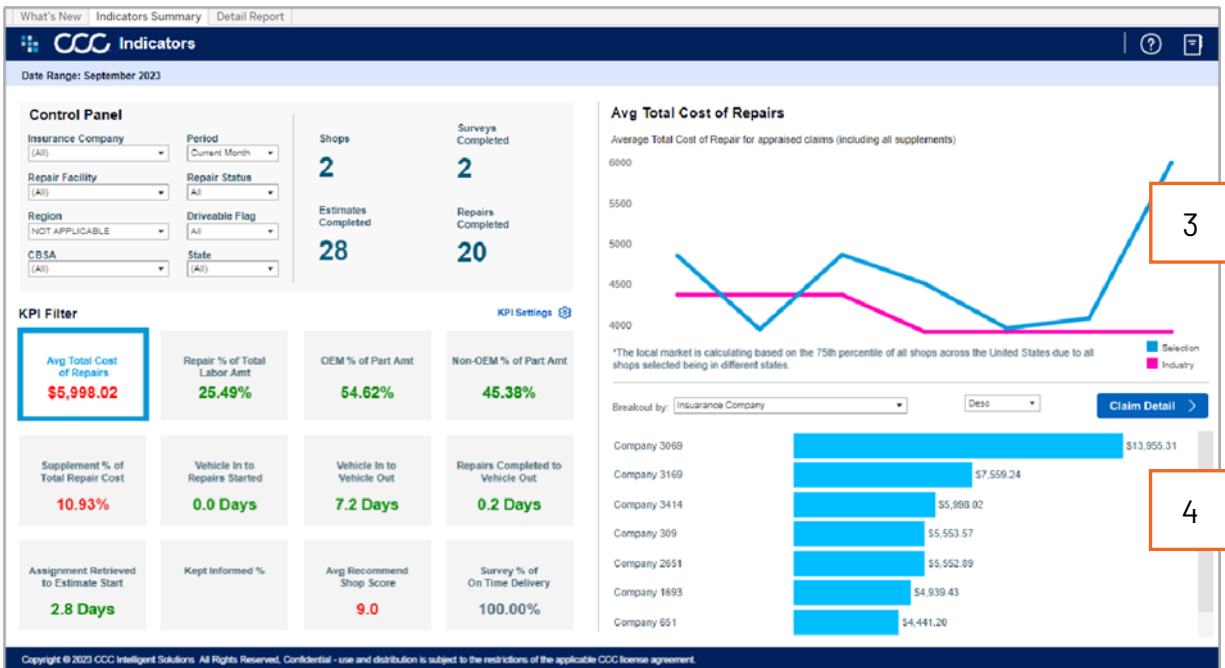 What's New Indicators Summary Detail Report
CCC Indicators
Date Range: September 2023
Control Panel
Insurance Company Period
(All) Current Month
Repair Facility Repair Status
(All) All
Region Driveable Flag
NOT APPLICABLE All
CBSA State
(All) (All)
Shops
2
Surveys
Completed
2
Estimates
Completed
28
Repairs
Completed
20
KPI Filter
KPI Settings
Avg Total Cost
of Repairs
$5,998.02
Repair % of Total
Labor Amt
25.49%
OEM % of Part Amt
54.62%
Non-OEM % of Part Amt
45.38%
Supplement % of
Total Repair Cost
10.93%
Vehicle In to
Repairs Started
0.0 Days
Vehicle In to
Vehicle Out
7.2 Days
Repairs Completed to
Vehicle Out
0.2 Days
Assignment Retrieved
to Estimate Start
2.8 Days
Kept Informed %
Avg Recommend
Shop Score
9.0
Survey % of
On Time Delivery
100.00%
Avg Total Cost of Repairs
Average Total Cost of Repair for appraised claims (including all supplements)
6000
5500
5000
4500
4000
3
*The local market is calculating based on the 75th percentile of all shops across the United States due to all
shops selected being in different states.
Selection
Industry
Breakout by: Insuarance Company Desc Claim Detail
Company 3069 $13,955.31
Company 3169 $7,559.24
Company 3414 $5,998.02
Company 309 $5,553.57
Company 2651 $5,552.89
Company 1693 $4,939.43
Company 651 $4,441.20
4
Copyright © 2023 CCC Intelligent Solutions All Rights Reserved, Confidential - use and distribution is subject to the restrictions of the applicable CCC license agreement.